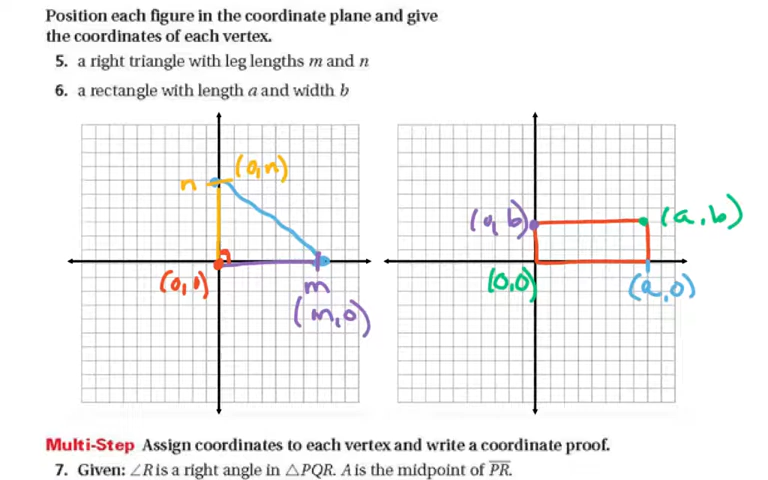 Position each figure in the coordinate plane and give
the coordinates of each vertex.
5. a right triangle with leg lengths m and n
6. a rectangle with length a and width b
n (0,n)
(0,b) (a,b)
(0,0) m (0,0) (a,0)
(m,0)
Multi-Step Assign coordinates to each vertex and write a coordinate proof.
7. Given: ∠R is a right angle in △PQR. A is the midpoint of P̅R̅.